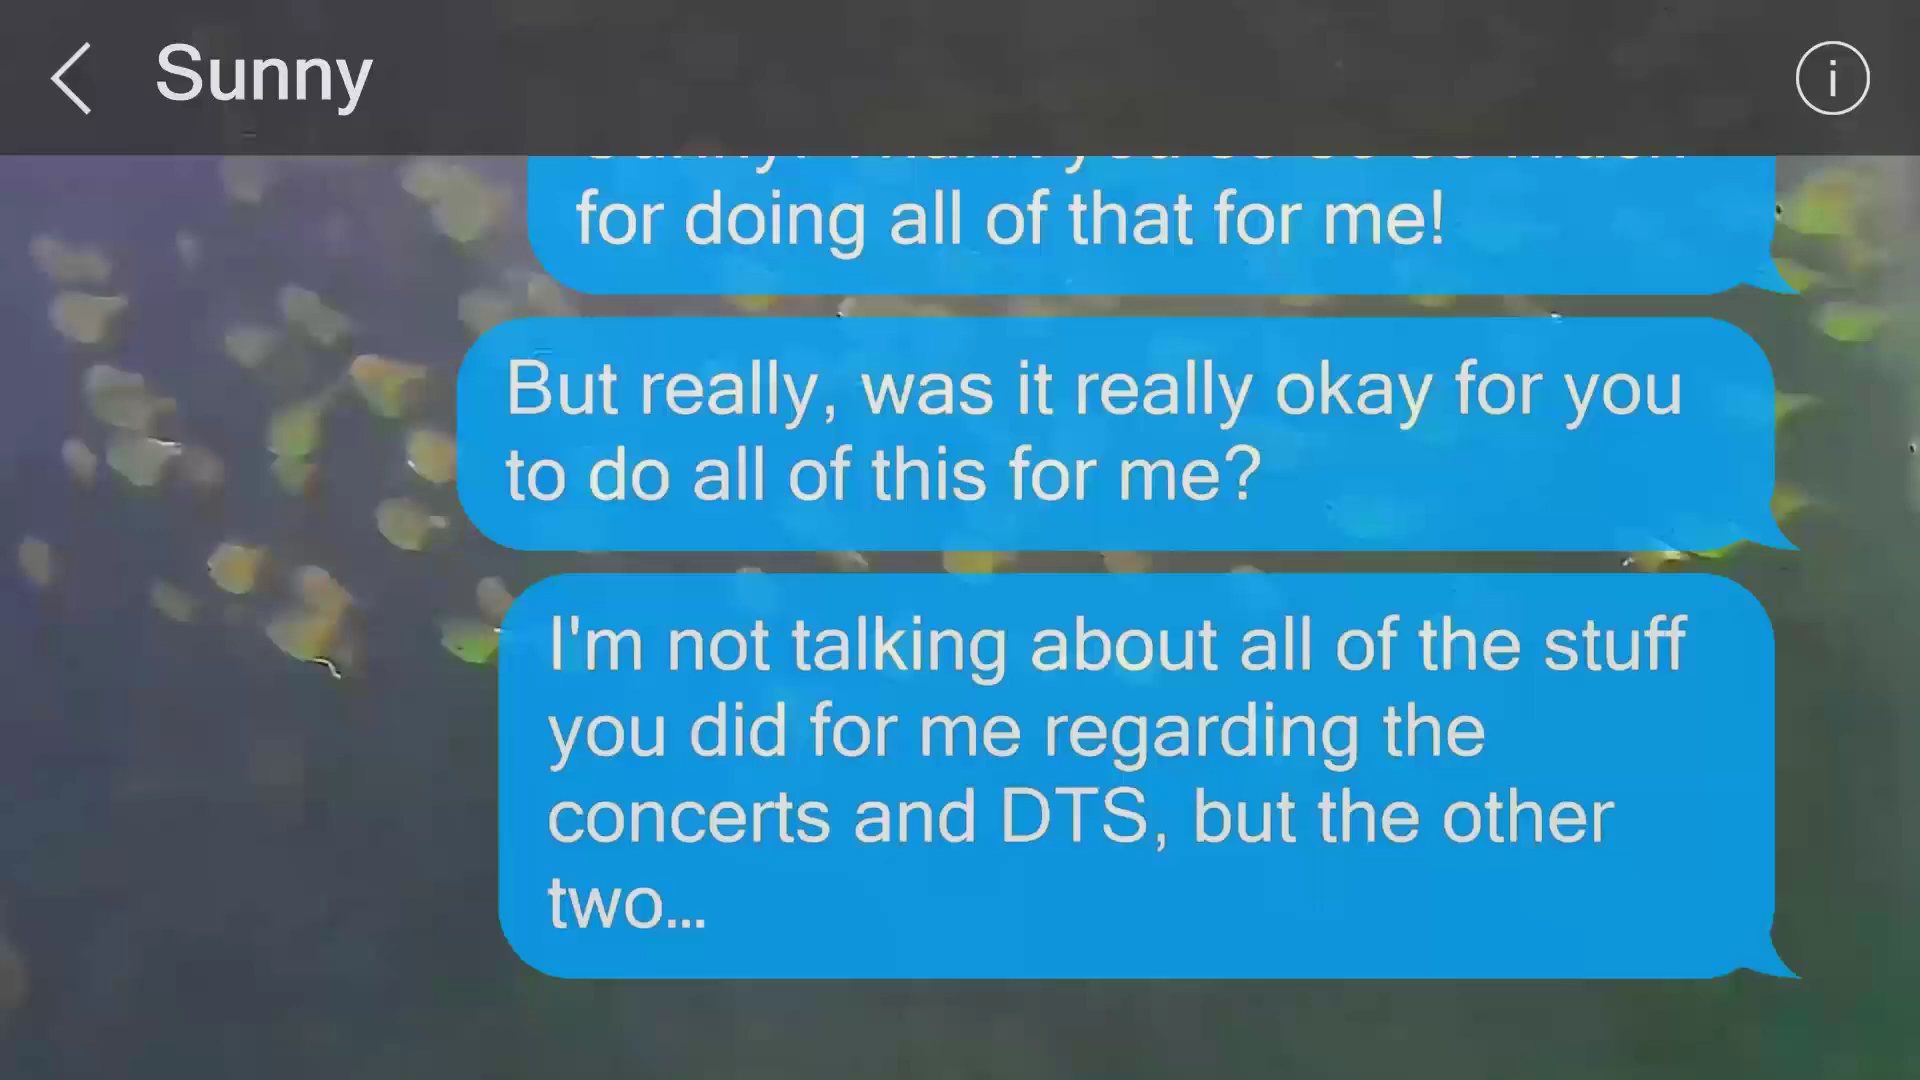 Sunny
for doing all of that for me!
But really, was it really okay for you
to do all of this for me?
I'm not talking about all of the stuff
you did for me regarding the
concerts and DTS, but the other
two...